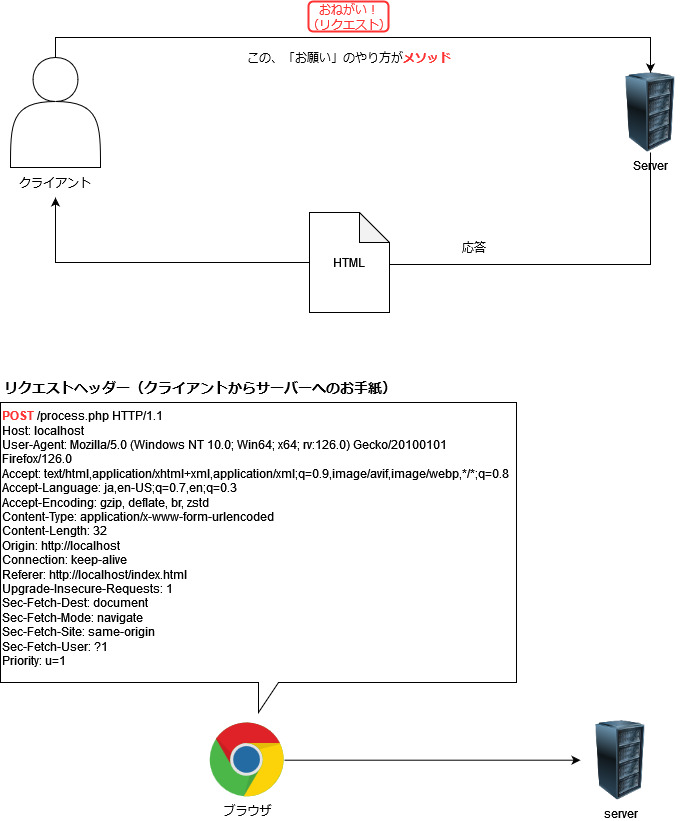 おねがい！
（リクエスト）
この、「お願い」のやり方がメソッド
クライアント
Server
HTML
応答
リクエストヘッダー（クライアントからサーバーへのお手紙）
POST /process.php HTTP/1.1
Host: localhost
User-Agent: Mozilla/5.0 (Windows NT 10.0; Win64; x64; rv:126.0) Gecko/20100101
Firefox/126.0
Accept: text/html,application/xhtml+xml,application/xml;q=0.9,image/avif,image/webp,*/*;q=0.8
Accept-Language: ja,en-US;q=0.7,en;q=0.3
Accept-Encoding: gzip, deflate, br, zstd
Content-Type: application/x-www-form-urlencoded
Content-Length: 32
Origin: http://localhost
Connection: keep-alive
Referer: http://localhost/index.html
Upgrade-Insecure-Requests: 1
Sec-Fetch-Dest: document
Sec-Fetch-Mode: navigate
Sec-Fetch-Site: same-origin
Sec-Fetch-User: ?1
Priority: u=1
ブラウザ
server